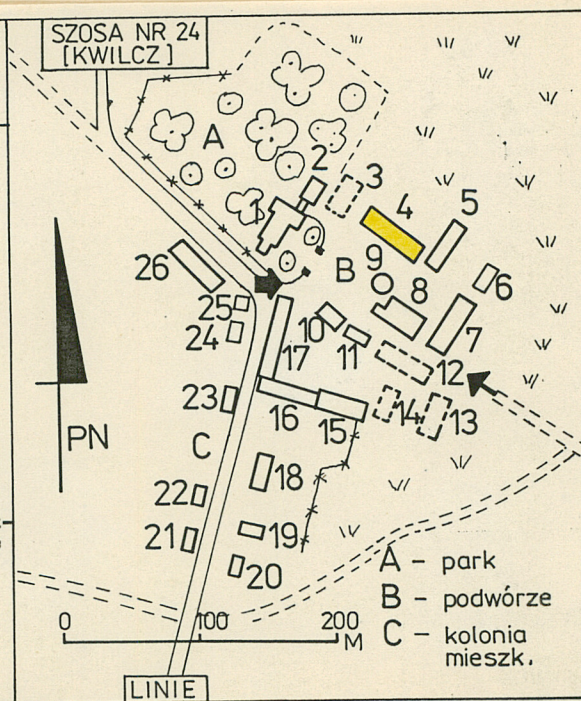 SZOSA NR 24
[KWILCZ]
A
2
3
1
4
5
B
9
26
6
8
25
10
7
24
11
17
12
23
16
14
13
15
PN
C
18
22
21
19
20
A – park
B – podwórze
C – kolonia
mieszk.
0 100 200
M
LINIE